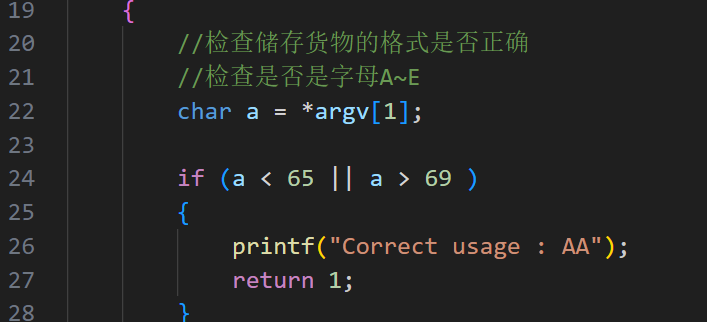 19 {
20 //检查储存货物的格式是否正确
21 //检查是否是字母A~E
22 char a = *argv[1];
23
24 if (a < 65 || a > 69 )
25 {
26 printf("Correct usage : AA");
27 return 1;
28 }